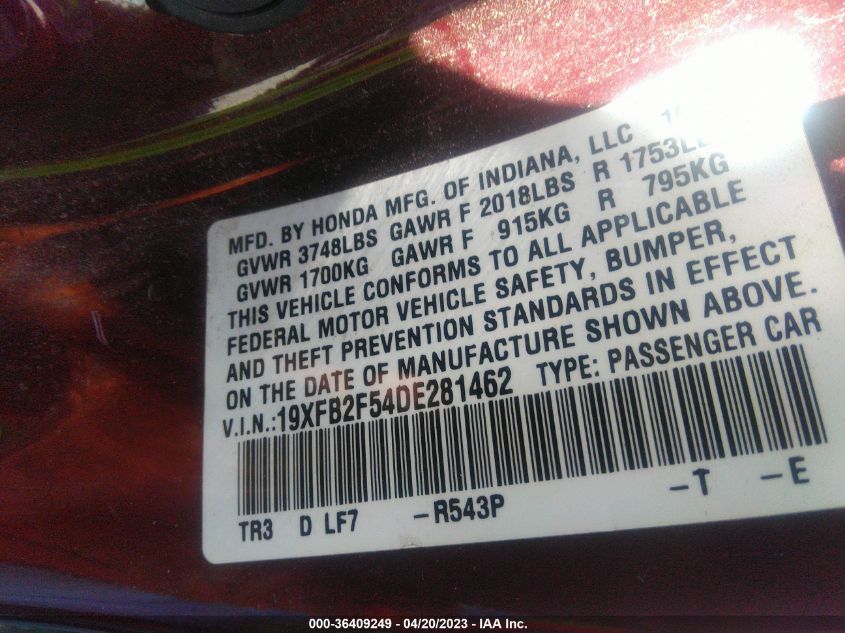 MFD. BY HONDA MFG. OF INDIANA, LLC
GVWR 3748LBS GAWR F 2018LBS R
GVWR 1700KG GAWR F 915KG R 795KG
THIS VEHICLE CONFORMS TO ALL APPLICABLE
FEDERAL MOTOR VEHICLE SAFETY, BUMPER,
AND THEFT PREVENTION STANDARDS IN EFFECT
ON THE DATE OF MANUFACTURE SHOWN ABOVE.
V.I.N.:19XFB2F54DE281462 TYPE: PASSENGER CAR
TR3 D LF7 -R543P -T -E
000-36409249 - 04/20/2023 - IAA Inc.